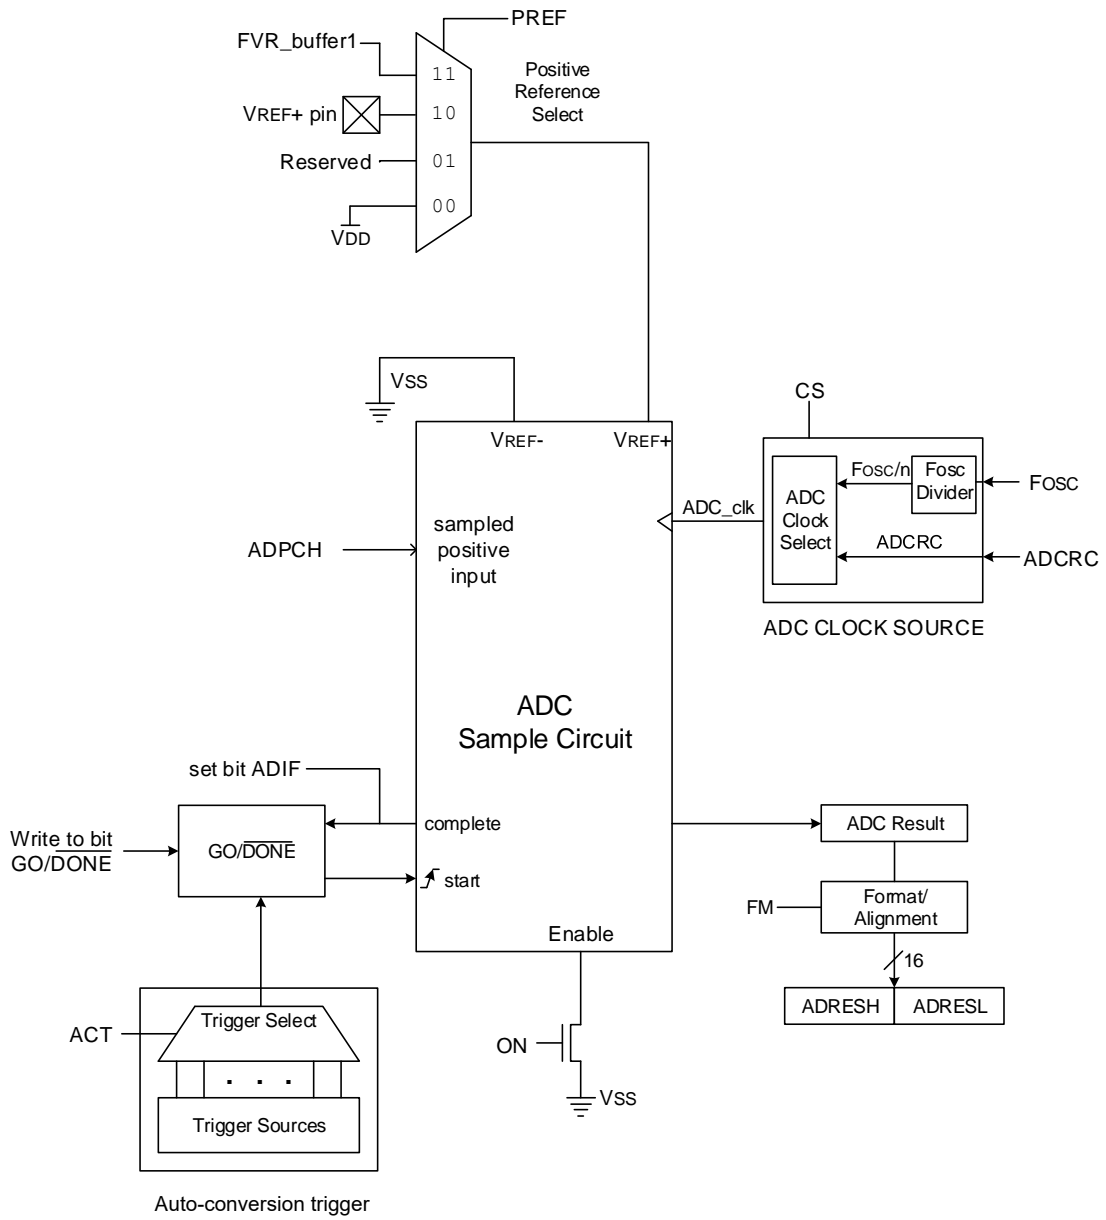 PREF
FVR_buffer1
11
Positive
Reference
Select
VREF+ pin
10
Reserved
01
00
VDD
VSS
CS
VREF-
VREF+
Fosc/n
Fosc
Divider
FOSC
ADC_clk
ADC
Clock
Select
sampled
positive
input
ADPCH
ADCRC
ADCRC
ADC CLOCK SOURCE
ADC
Sample Circuit
set bit ADIF
complete
ADC Result
Write to bit
GO/DONE
GO/DONE
start
FM
Format/
Alignment
Enable
16
ADRESH
ADRESL
Trigger Select
ACT
ON
. . .
VSS
Trigger Sources
Auto-conversion trigger